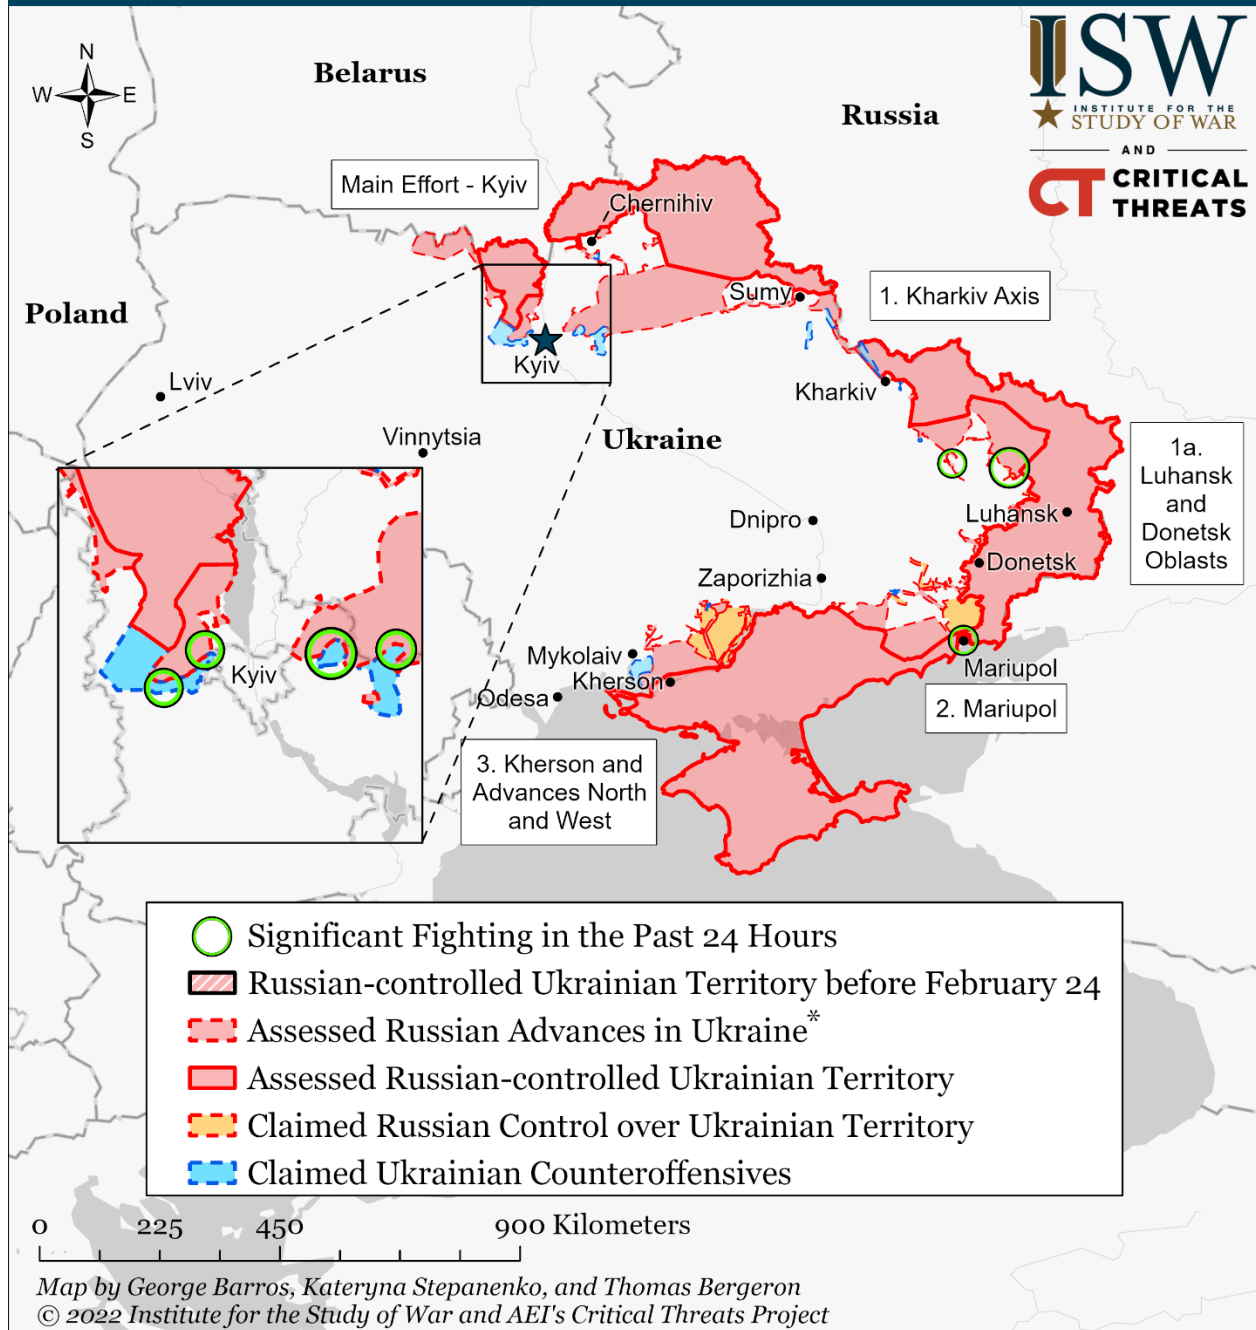 N
W
E
S
Belarus
Russia
ISW
INSTITUTE FOR THE
STUDY OF WAR
AND
CT CRITICAL
THREATS
Main Effort - Kyiv
Chernihiv
Poland
Sumy
1. Kharkiv Axis
Kyiv
Lviv
Kharkiv
Vinnytsia
Ukraine
1a.
Luhansk
and
Donetsk
Oblasts
Dnipro
Luhansk
Donetsk
Zaporizhia
Kyiv
Mykolaiv
Mariupol
Kherson
Odesa
2. Mariupol
3. Kherson and
Advances North
and West
Significant Fighting in the Past 24 Hours
Russian-controlled Ukrainian Territory before February 24
Assessed Russian Advances in Ukraine*
Assessed Russian-controlled Ukrainian Territory
Claimed Russian Control over Ukrainian Territory
Claimed Ukrainian Counteroffensives
0 225 450 900 Kilometers
Map by George Barros, Kateryna Stepanenko, and Thomas Bergeron
© 2022 Institute for the Study of War and AEI's Critical Threats Project